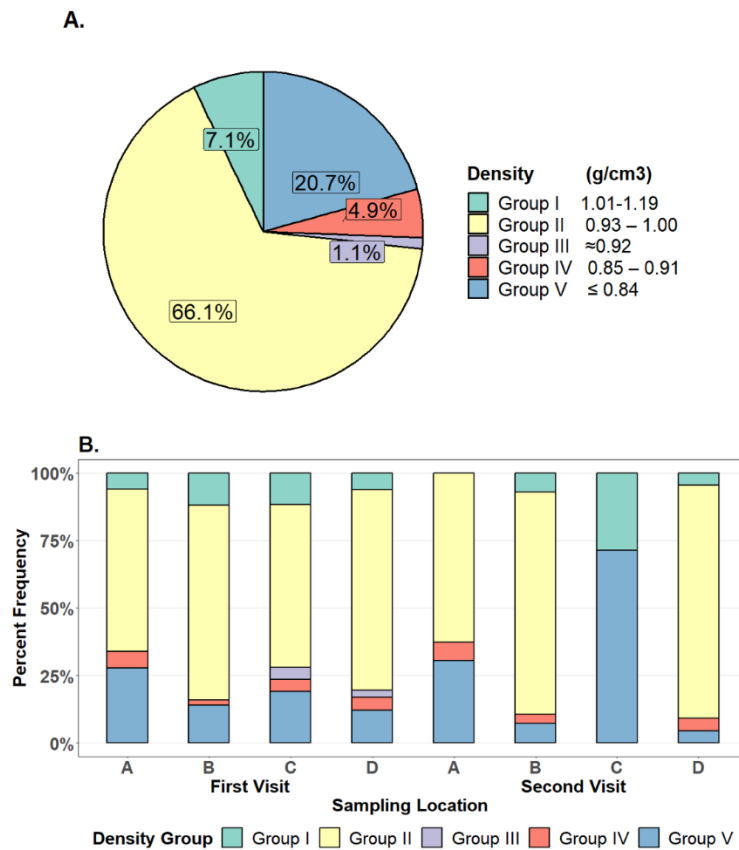 A.
7.1%
20.7%
4.9%
1.1%
66.1%
Density (g/cm3)
Group I 1.01-1.19
Group II 0.93 – 1.00
Group III ≈0.92
Group IV 0.85 – 0.91
Group V ≤ 0.84
B.
100%
75%
50%
25%
0%
Percent Frequency
A B C D A B C D
First Visit Second Visit
Sampling Location
Density Group Group I Group II Group III Group IV Group V